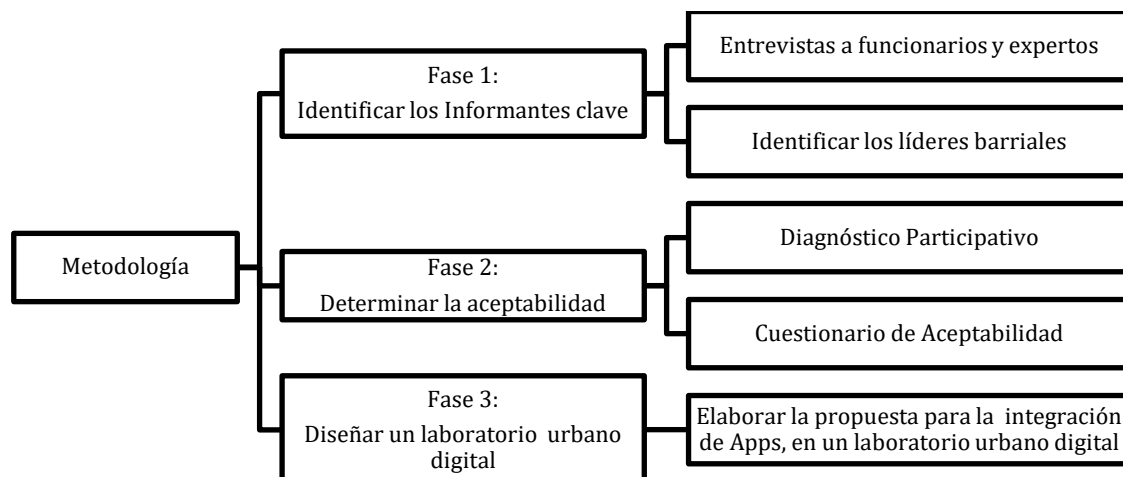 Metodología
Fase 1:
Identificar los Informantes clave
Entrevistas a funcionarios y expertos
Identificar los líderes barriales
Fase 2:
Determinar la aceptabilidad
Diagnóstico Participativo
Cuestionario de Aceptabilidad
Fase 3:
Diseñar un laboratorio urbano
digital
Elaborar la propuesta para la integración
de Apps, en un laboratorio urbano digital